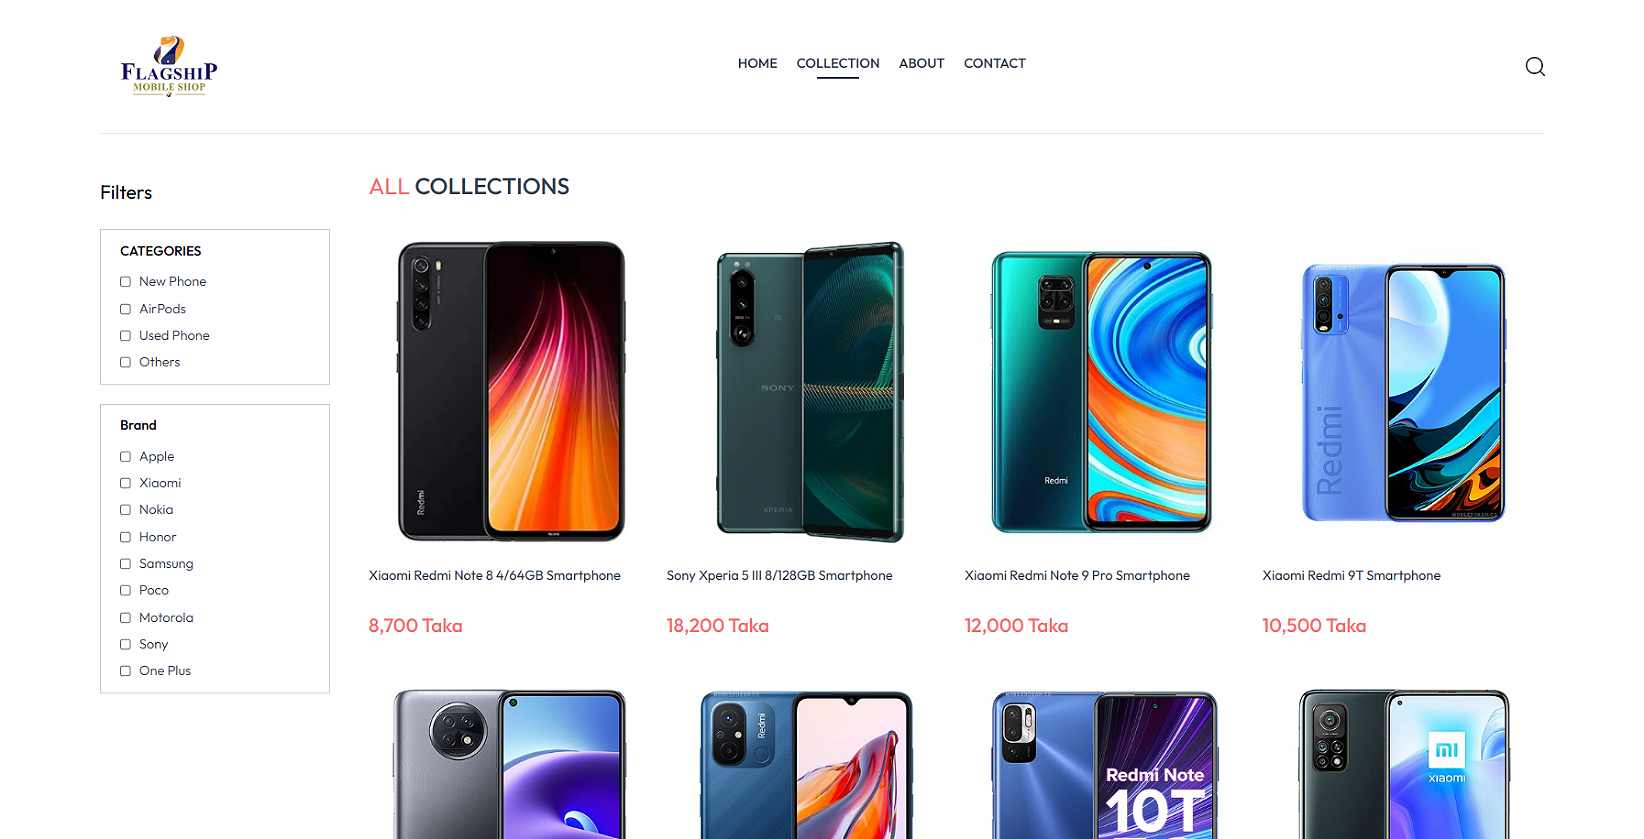 FLAGSHIP
MOBILE SHOP
HOME COLLECTION ABOUT CONTACT
Filters
CATEGORIES
New Phone
AirPods
Used Phone
Others
Brand
Apple
Xiaomi
Nokia
Honor
Samsung
Poco
Motorola
Sony
One Plus
ALL COLLECTIONS
Redmi
SONY
XPERIA
Redmi
Redmi
Xiaomi Redmi Note 8 4/64GB Smartphone
8,700 Taka
Sony Xperia 5 III 8/128GB Smartphone
18,200 Taka
Xiaomi Redmi Note 9 Pro Smartphone
12,000 Taka
Xiaomi Redmi 9T Smartphone
10,500 Taka
Redmi
Redmi Note
10T
mi
xiaomi